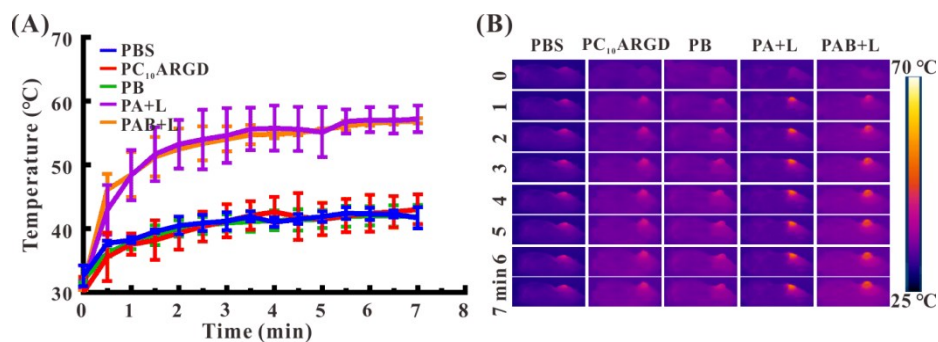 (A)
70
60
50
40
30
Temperature (°C)
PBS
PC₁₀ARGD
PB
PA+L
PAB+L
0 1 2 3 4 5 6 7 8
Time (min)
(B)
PBS PC₁₀ARGD PB PA+L PAB+L
0
1
2
3
4
5
6
7 min
70 °C
25 °C